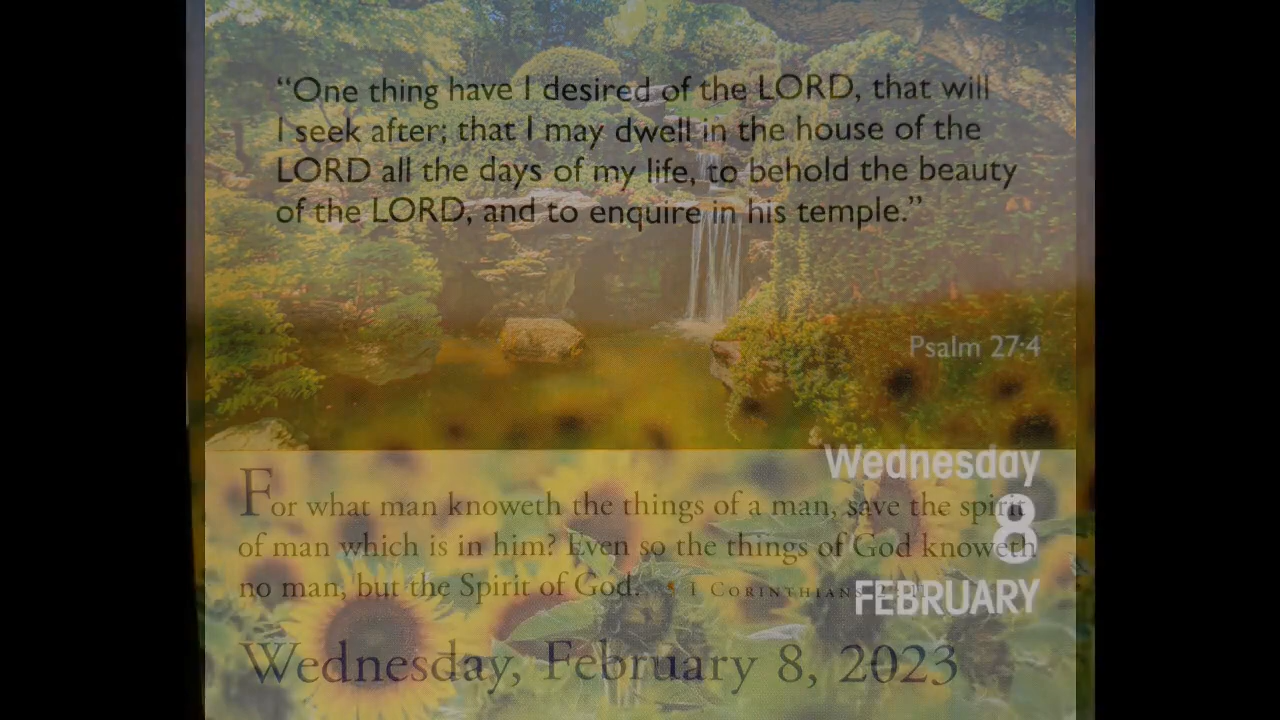 “One thing have I desired of the LORD, that will
I seek after; that I may dwell in the house of the
LORD all the days of my life, to behold the beauty
of the LORD, and to enquire in his temple.”
Psalm 27:4
Wednesday
8
FEBRUARY
For what man knoweth the things of a man, save the spirit
of man which is in him? Even so the things of God knoweth
no man, but the Spirit of God. 1 CORINTHIANS
Wednesday, February 8, 2023